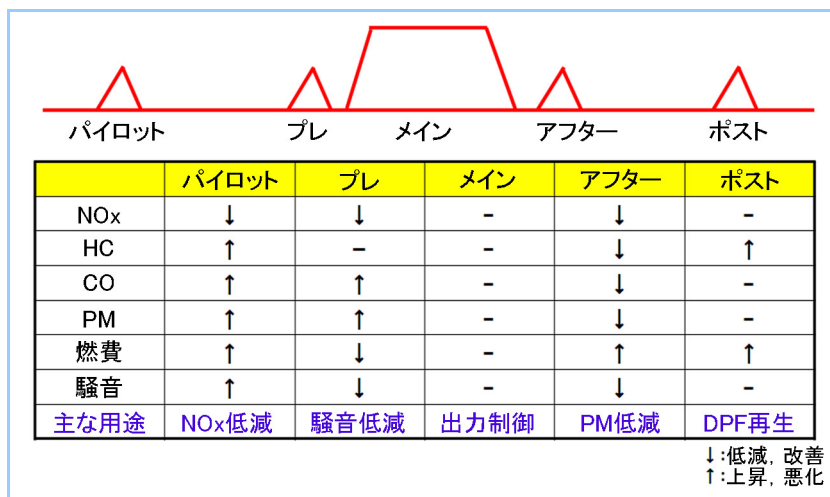 パイロット プレ メイン アフター ポスト
パイロット プレ メイン アフター ポスト
NOx ↓ ↓ - ↓ -
HC ↑ - - ↓ ↑
CO ↑ ↑ - ↓ -
PM ↑ ↑ - ↓ -
燃費 ↑ ↓ - ↑ ↑
騒音 ↑ ↓ - ↓ -
主な用途 NOx低減 騒音低減 出力制御 PM低減 DPF再生
↓:低減, 改善
↑:上昇, 悪化